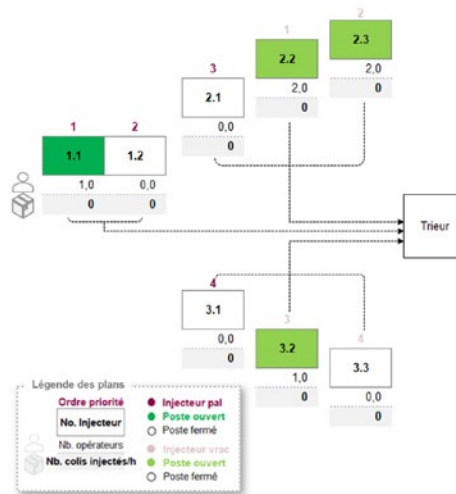 1
2
3
2.3
2.2
2,0
2.1
2,0
0
1
2
0,0
0
1.1
1.2
0
1,0
0,0
0
0
Trieur
4
3.1
3
4
0,0
3.2
0
3.3
1,0
0,0
0
0
Légende des plans
Ordre priorité
No. Injecteur
Nb. opérateurs
Nb. colis injectés/h
Injecteur pal
Poste ouvert
Poste fermé
Injecteur vrac
Poste ouvert
Poste fermé